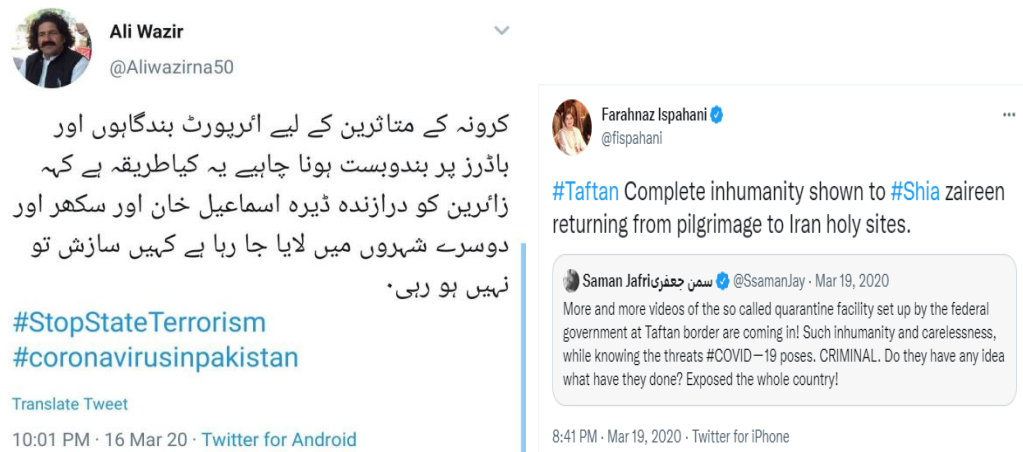 Ali Wazir
@Aliwazirna50
کرونہ کے متاثرین کے لیے ائرپورٹ بندگاہوں اور
باڈرز پر بندوبست ہونا چاہیے یہ کیاطریقہ ہے کہہ
زائرین کو درازندہ ڈیرہ اسماعیل خان اور سکھر اور
دوسرے شہروں میں لایا جا رہا ہے کہیں سازش تو
نہیں ہو رہی.
#StopStateTerrorism
#coronavirusinpakistan
Translate Tweet
10:01 PM · 16 Mar 20 · Twitter for Android
Farahnaz Ispahani
@fispahani
#Taftan Complete inhumanity shown to #Shia zaireen
returning from pilgrimage to Iran holy sites.
Saman Jafri سمن جعفری @SsamanJay · Mar 19, 2020
More and more videos of the so called quarantine facility set up by the federal
government at Taftan border are coming in! Such inhumanity and carelessness,
while knowing the threats #COVID—19 poses. CRIMINAL. Do they have any idea
what have they done? Exposed the whole country!
8:41 PM · Mar 19, 2020 · Twitter for iPhone